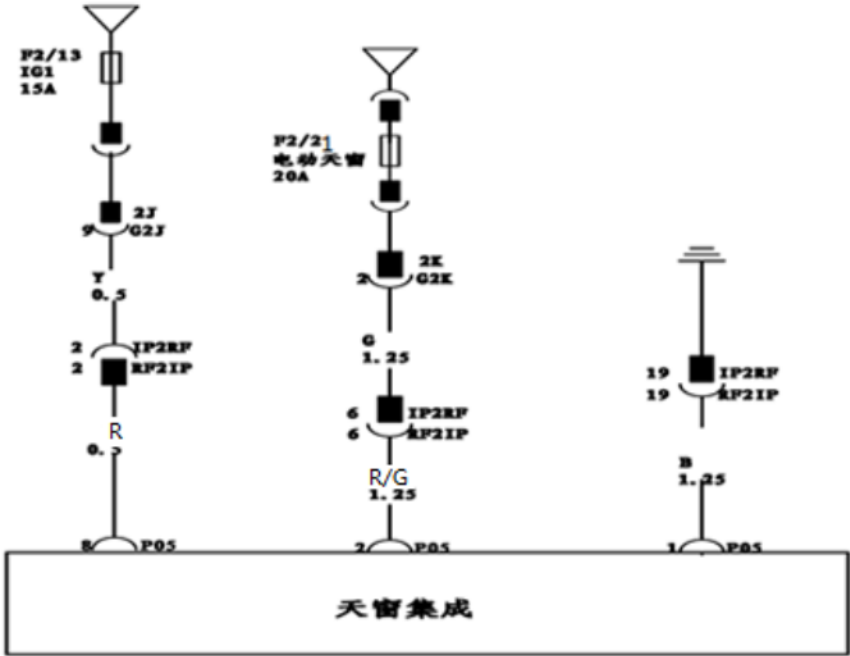 F2/13
IG1
15A
2J
9 G2J
Y
0.5
2 IP2RF
2 RF2IP
R
0.5
8 P05
F2/21
电动天窗
20A
2K
2 G2K
G
1.25
6 IP2RF
6 RF2IP
R/G
1.25
2 P05
19 IP2RF
19 RF2IP
B
1.25
1 P05
天窗集成